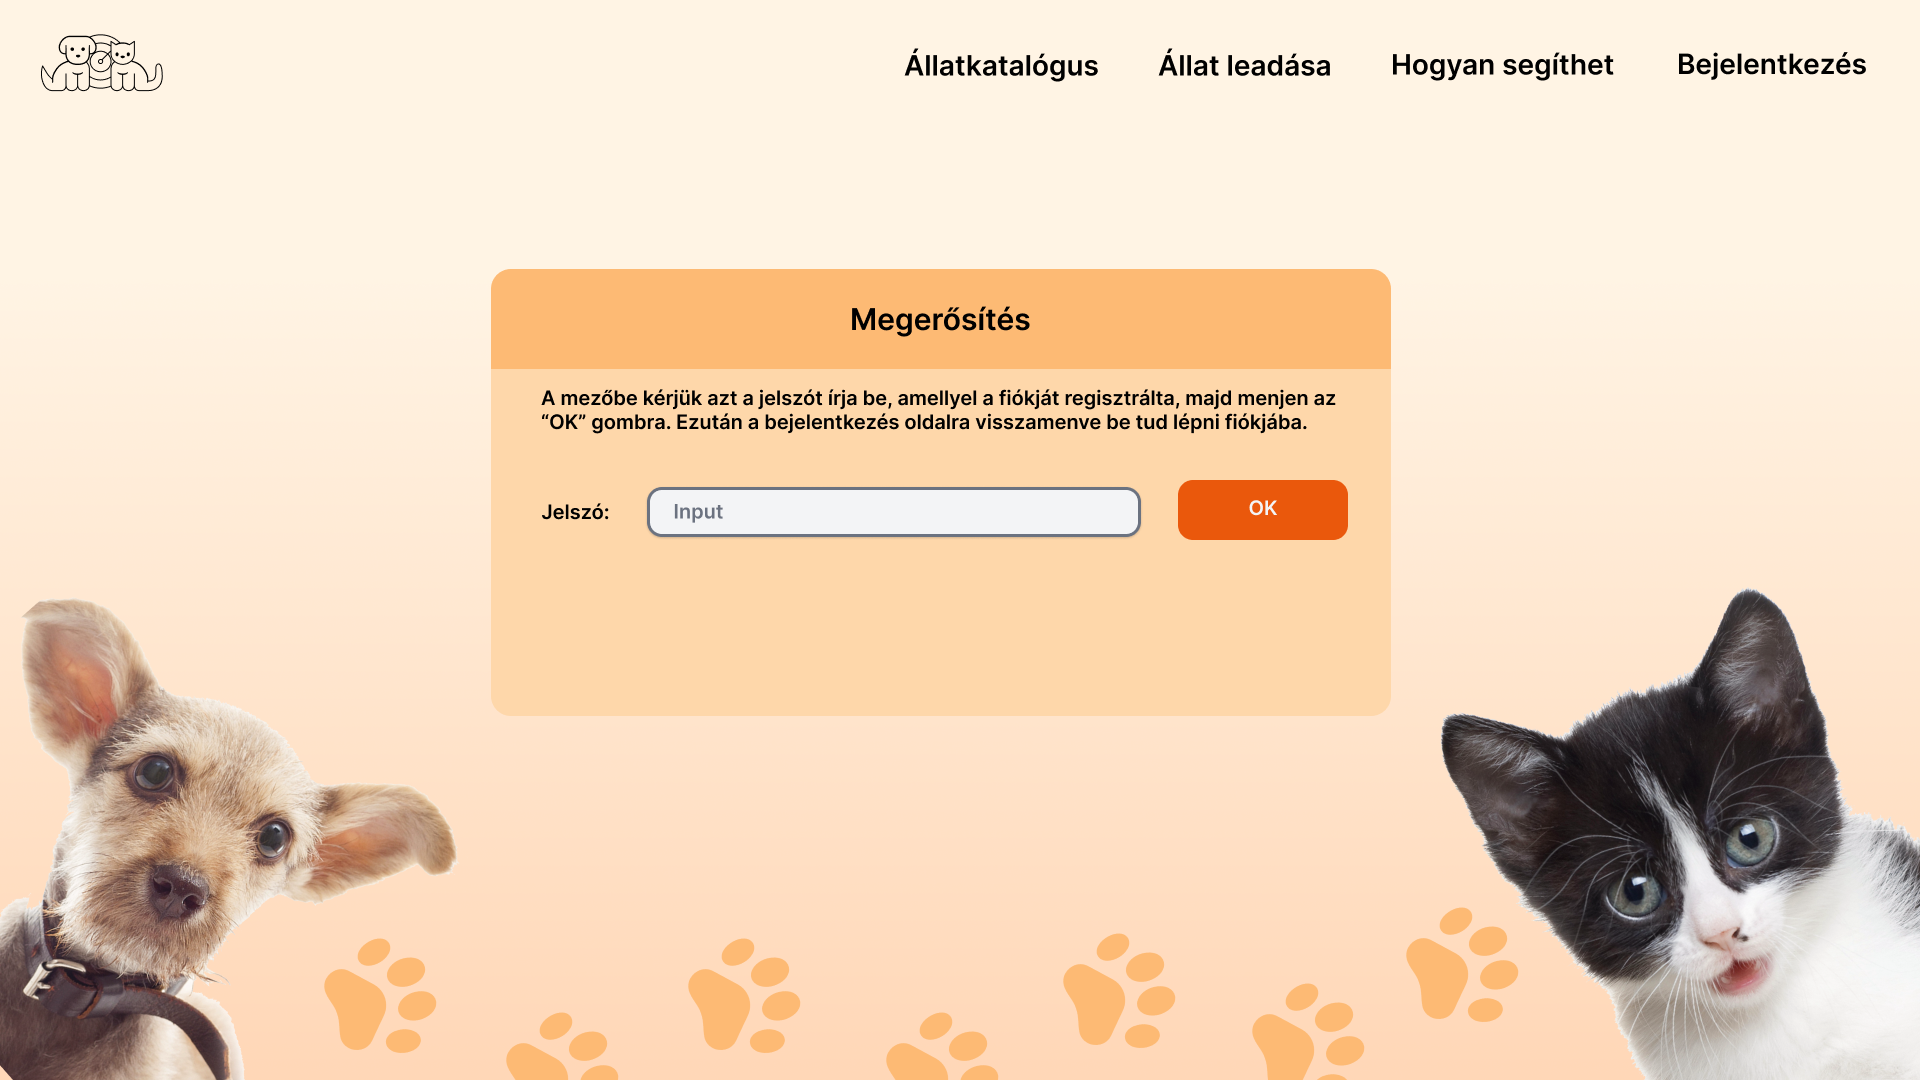 Állatkatalógus
Állat leadása
Hogyan segíthet
Bejelentkezés
Megerősítés
A mezőbe kérjük azt a jelszót írja be, amellyel a fiókját regisztrálta, majd menjen az
“OK” gombra. Ezután a bejelentkezés oldalra visszamenve be tud lépni fiókjába.
Jelszó:
Input
OK